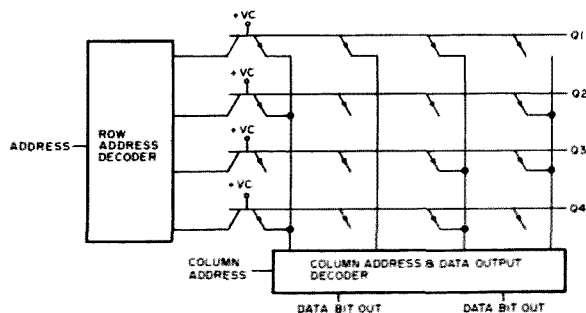 + VC
Q1
+ VC
Q2
ROW
ADDRESS
DECODER
ADDRESS
+ VC
Q3
+ VC
Q4
COLUMN
ADDRESS
COLUMN ADDRESS & DATA OUTPUT
DECODER
DATA BIT OUT
DATA BIT OUT